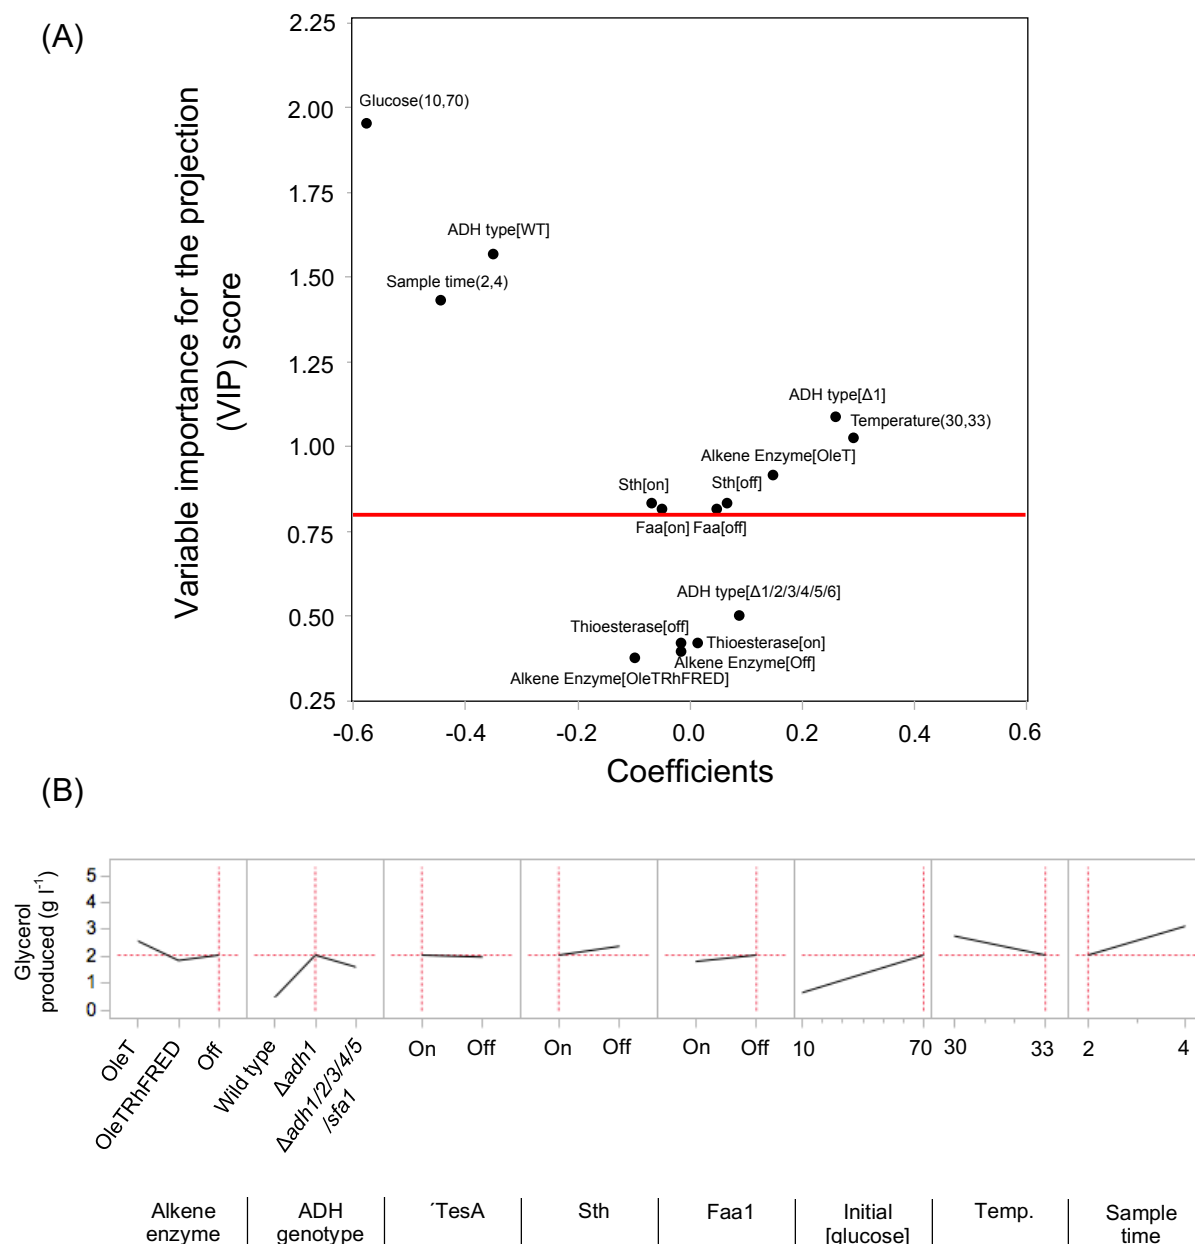 (A)
Variable importance for the projection
(VIP) score
2.25
2.00
1.75
1.50
1.25
1.00
0.75
0.50
0.25
Glucose(10,70)
ADH type[WT]
Sample time(2,4)
ADH type[Δ1]
Temperature(30,33)
Alkene Enzyme[OleT]
Sth[on]
Sth[off]
Faa[on] Faa[off]
ADH type[Δ1/2/3/4/5/6]
Thioesterase[off]
Thioesterase[on]
Alkene Enzyme[Off]
Alkene Enzyme[OleTRhFRED]
-0.6 -0.4 -0.2 0.0 0.2 0.4 0.6
Coefficients
(B)
Glycerol
produced (g l⁻¹)
5
4
3
2
1
0
OleT
OleTRhFRED
Off
Wild type
Δadh1
Δadh1/2/3/4/5
/sfa1
On Off
On Off
On Off
10 70
30 33
2 4
Alkene
enzyme
ADH
genotype
´TesA
Sth
Faa1
Initial
[glucose]
Temp.
Sample
time